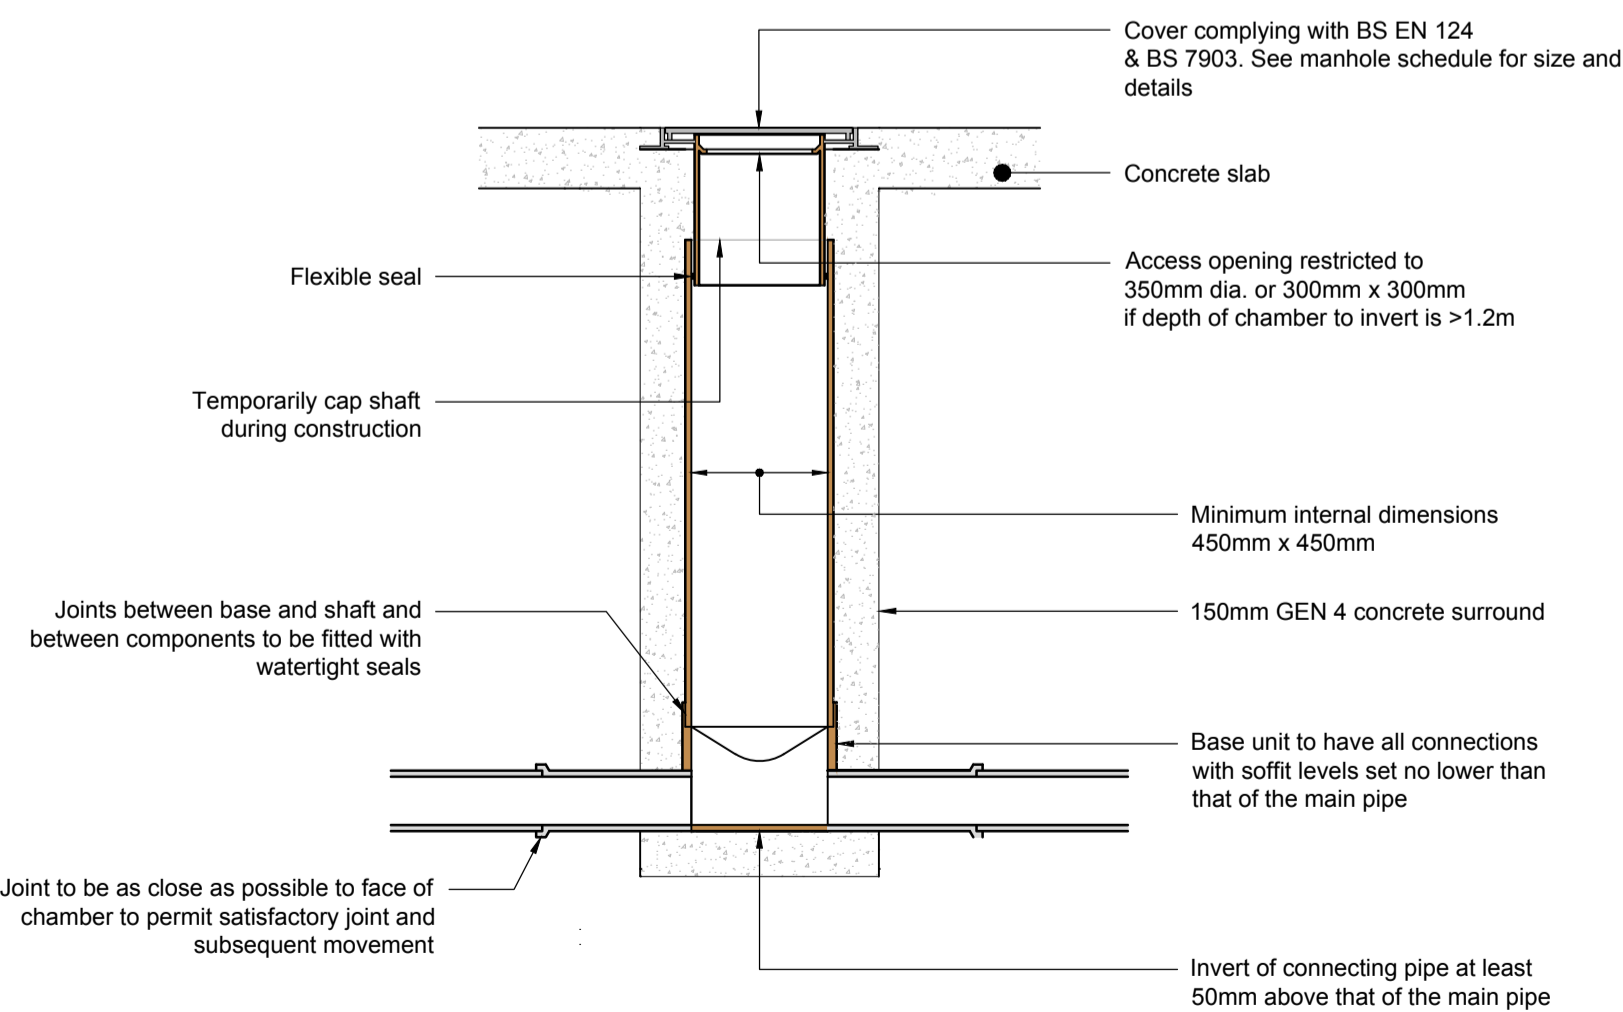 Cover complying with BS EN 124
& BS 7903. See manhole schedule for size and
details
Concrete slab
Access opening restricted to
350mm dia. or 300mm x 300mm
if depth of chamber to invert is >1.2m
Flexible seal
Temporarily cap shaft
during construction
Minimum internal dimensions
450mm x 450mm
Joints between base and shaft and
between components to be fitted with
watertight seals
150mm GEN 4 concrete surround
Base unit to have all connections
with soffit levels set no lower than
that of the main pipe
Joint to be as close as possible to face of
chamber to permit satisfactory joint and
subsequent movement
Invert of connecting pipe at least
50mm above that of the main pipe